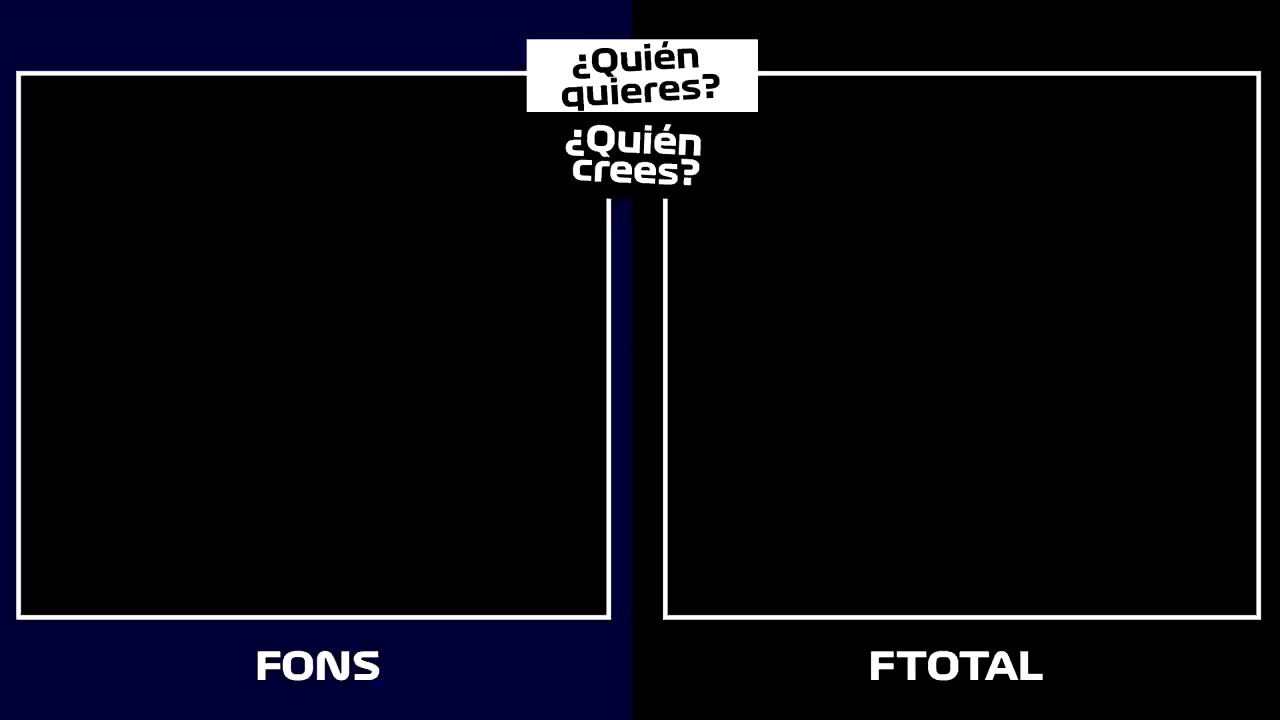 ¿Quién
quieres?
¿Quién
crees?
FONS
FTOTAL